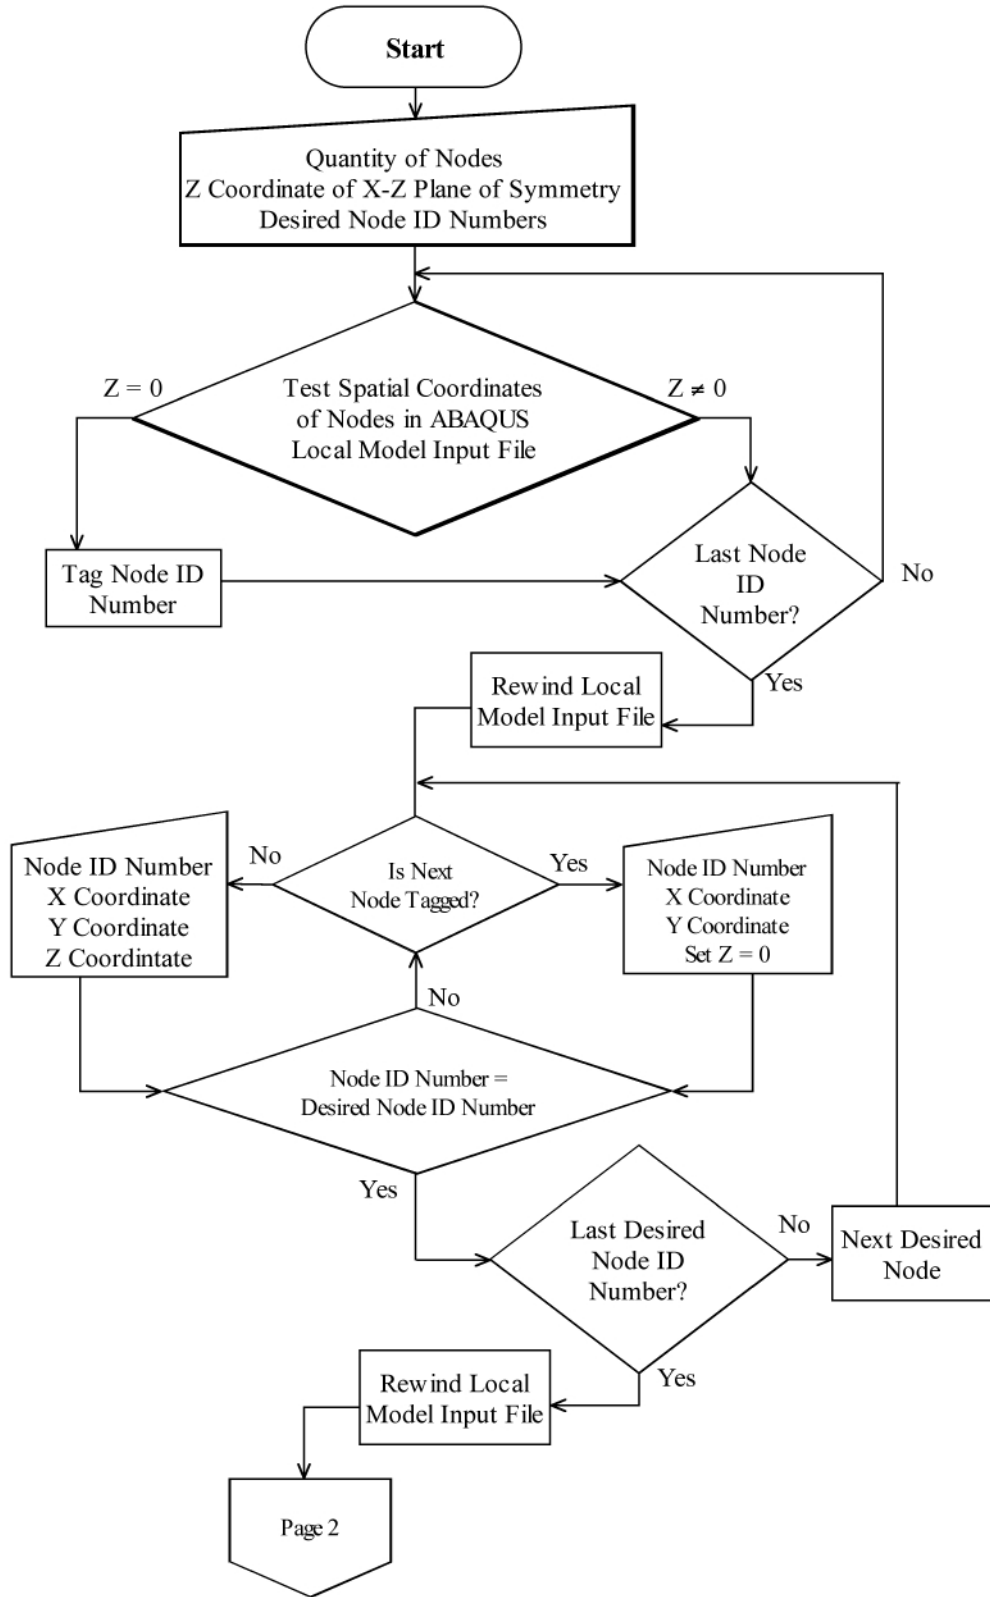 Start
Quantity of Nodes
Z Coordinate of X-Z Plane of Symmetry
Desired Node ID Numbers
Z = 0
Test Spatial Coordinates
of Nodes in ABAQUS
Local Model Input File
Z ≠ 0
Tag Node ID
Number
Last Node
ID
Number?
No
Yes
Rewind Local
Model Input File
Node ID Number
X Coordinate
Y Coordinate
Z Coordintate
No
Is Next
Node Tagged?
Yes
Node ID Number
X Coordinate
Y Coordinate
Set Z = 0
No
Node ID Number =
Desired Node ID Number
Yes
Last Desired
Node ID
Number?
No
Next Desired
Node
Yes
Rewind Local
Model Input File
Page 2